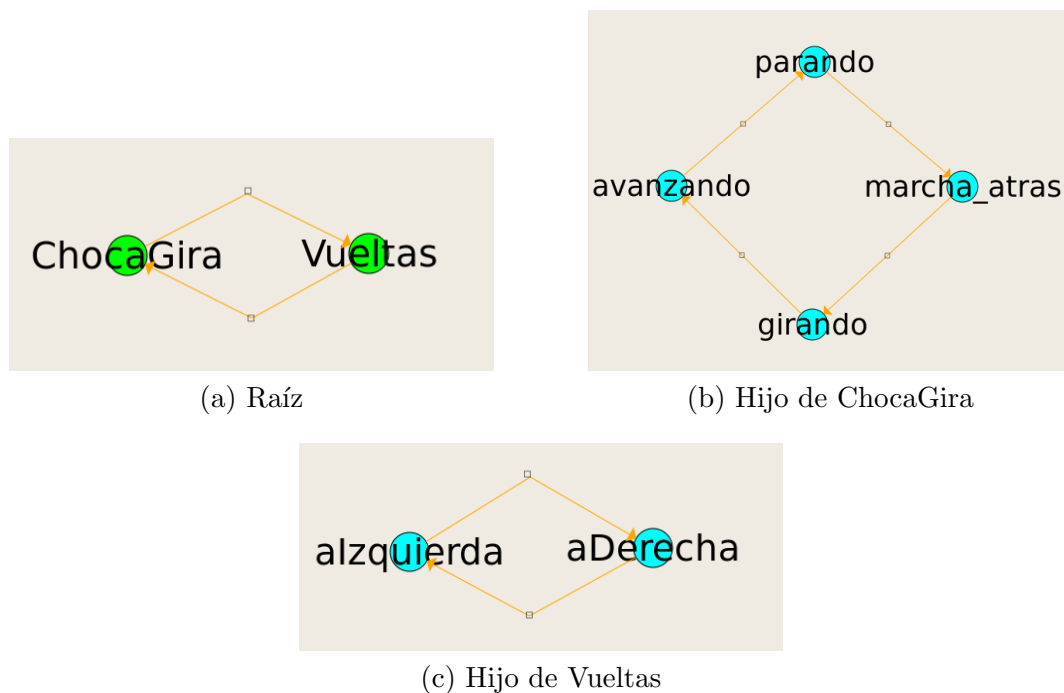 ChocaGira
Vueltas
(a) Raíz
parando
avanzando
marcha_atras
girando
(b) Hijo de ChocaGira
aIzquierda
aDerecha
(c) Hijo de Vueltas